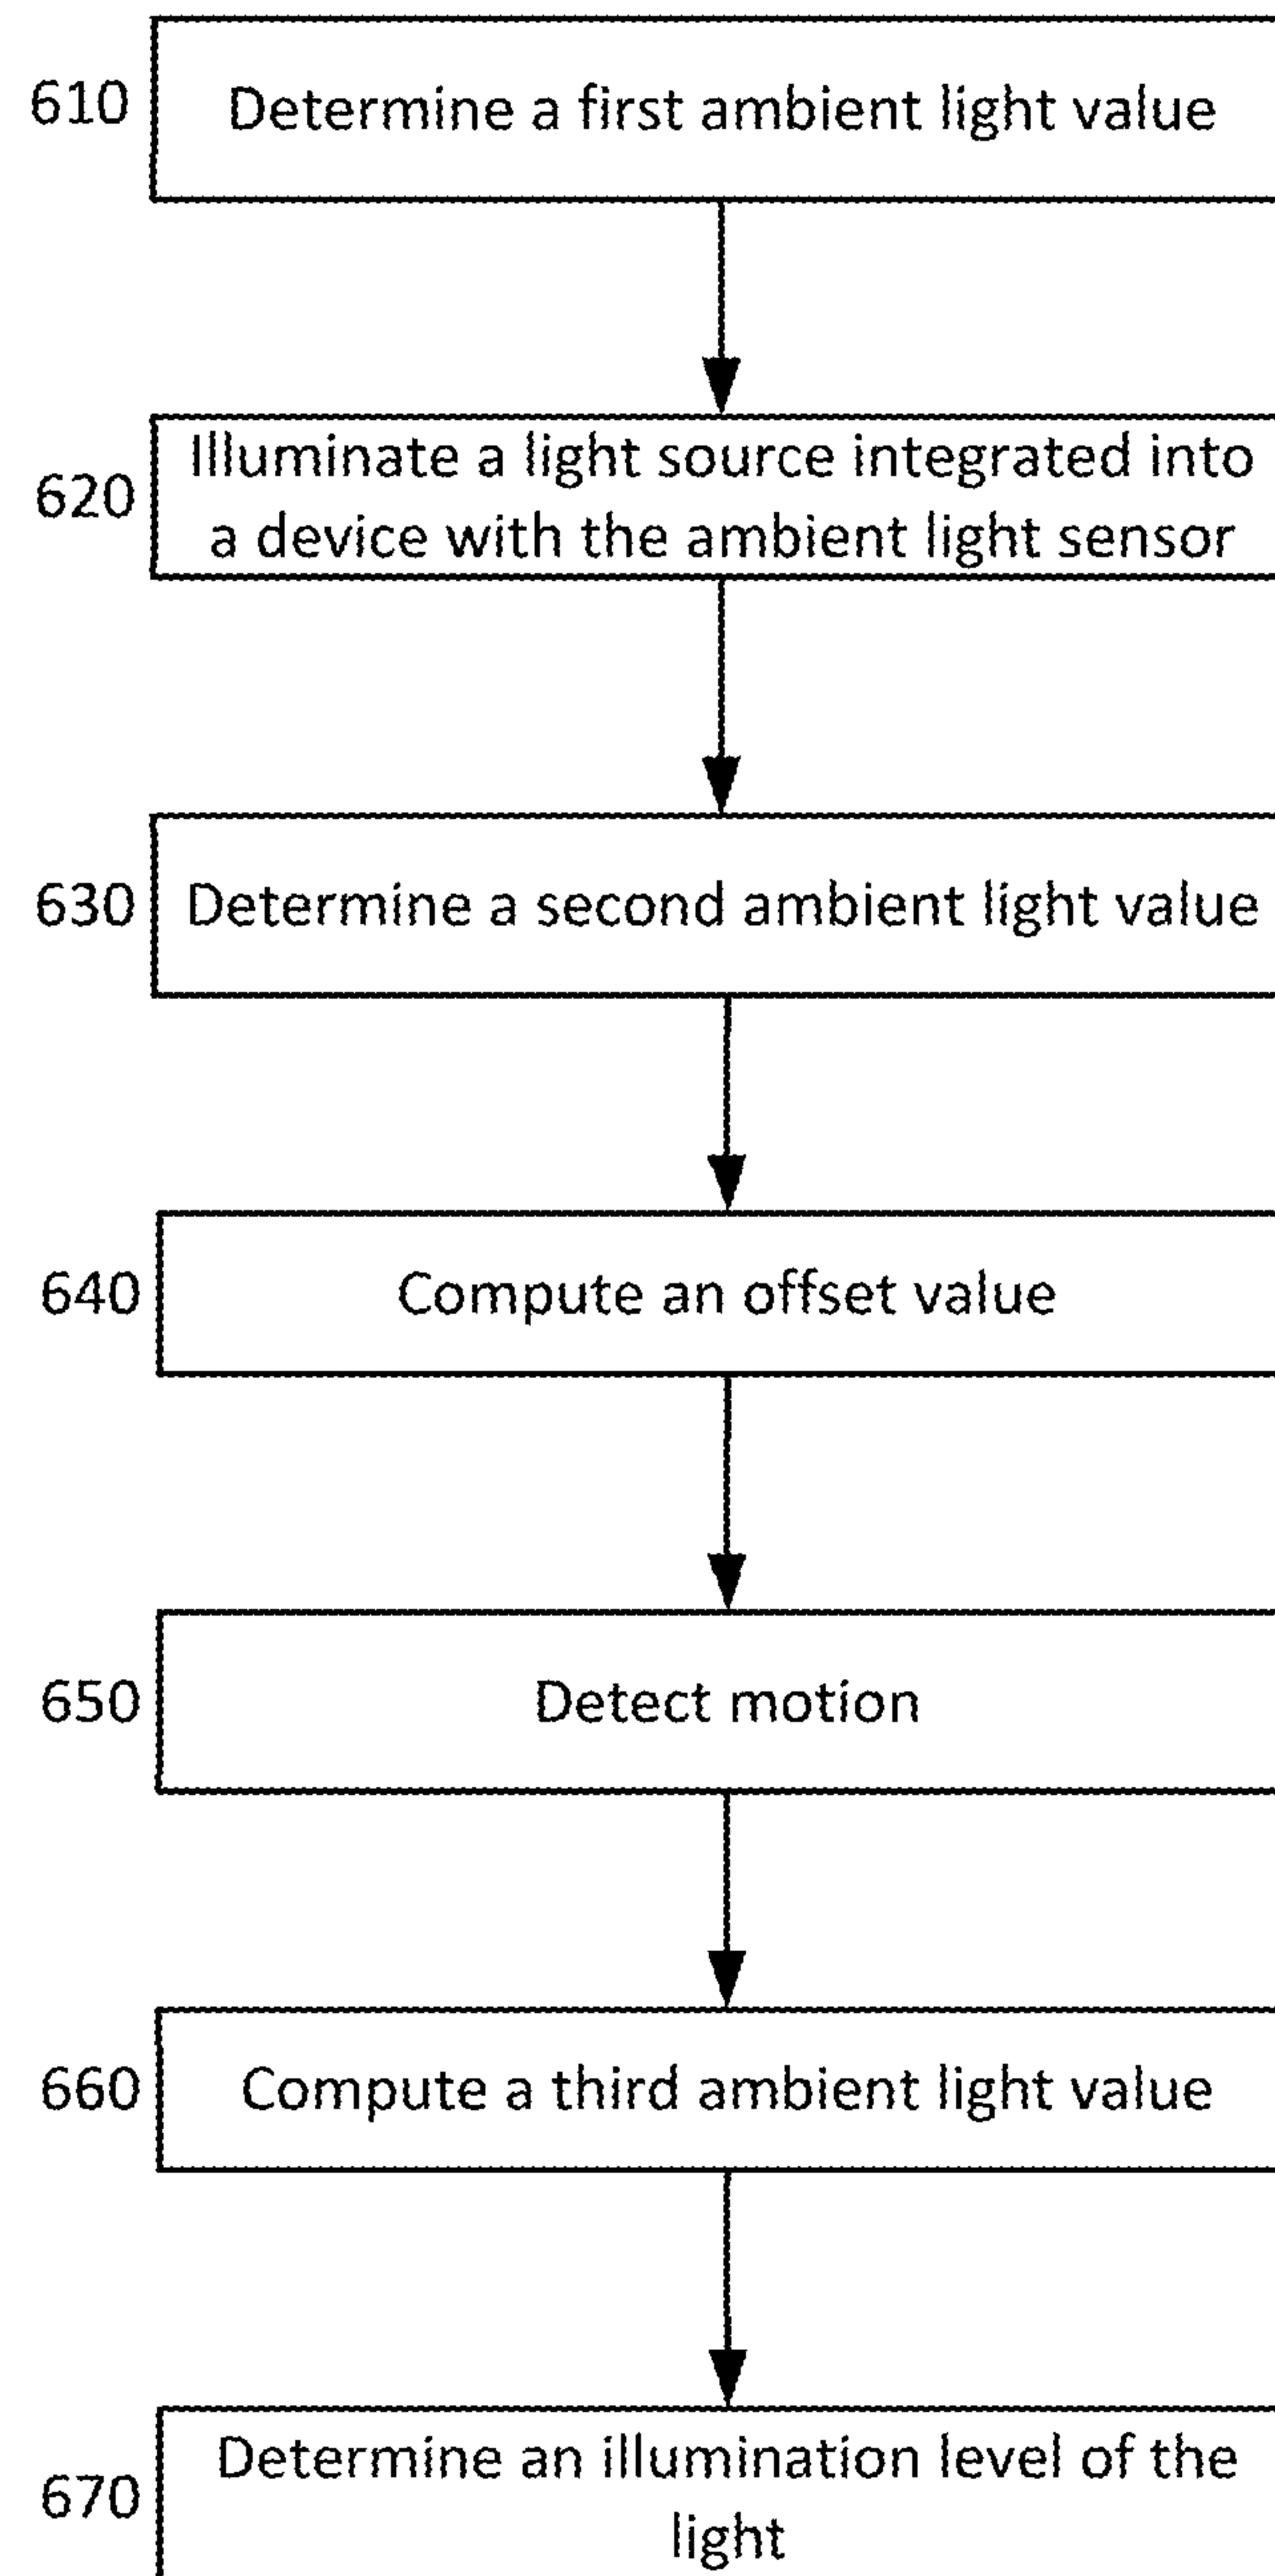 610
Determine a first ambient light value
620
Illuminate a light source integrated into
a device with the ambient light sensor
630
Determine a second ambient light value
640
Compute an offset value
650
Detect motion
660
Compute a third ambient light value
670
Determine an illumination level of the
light